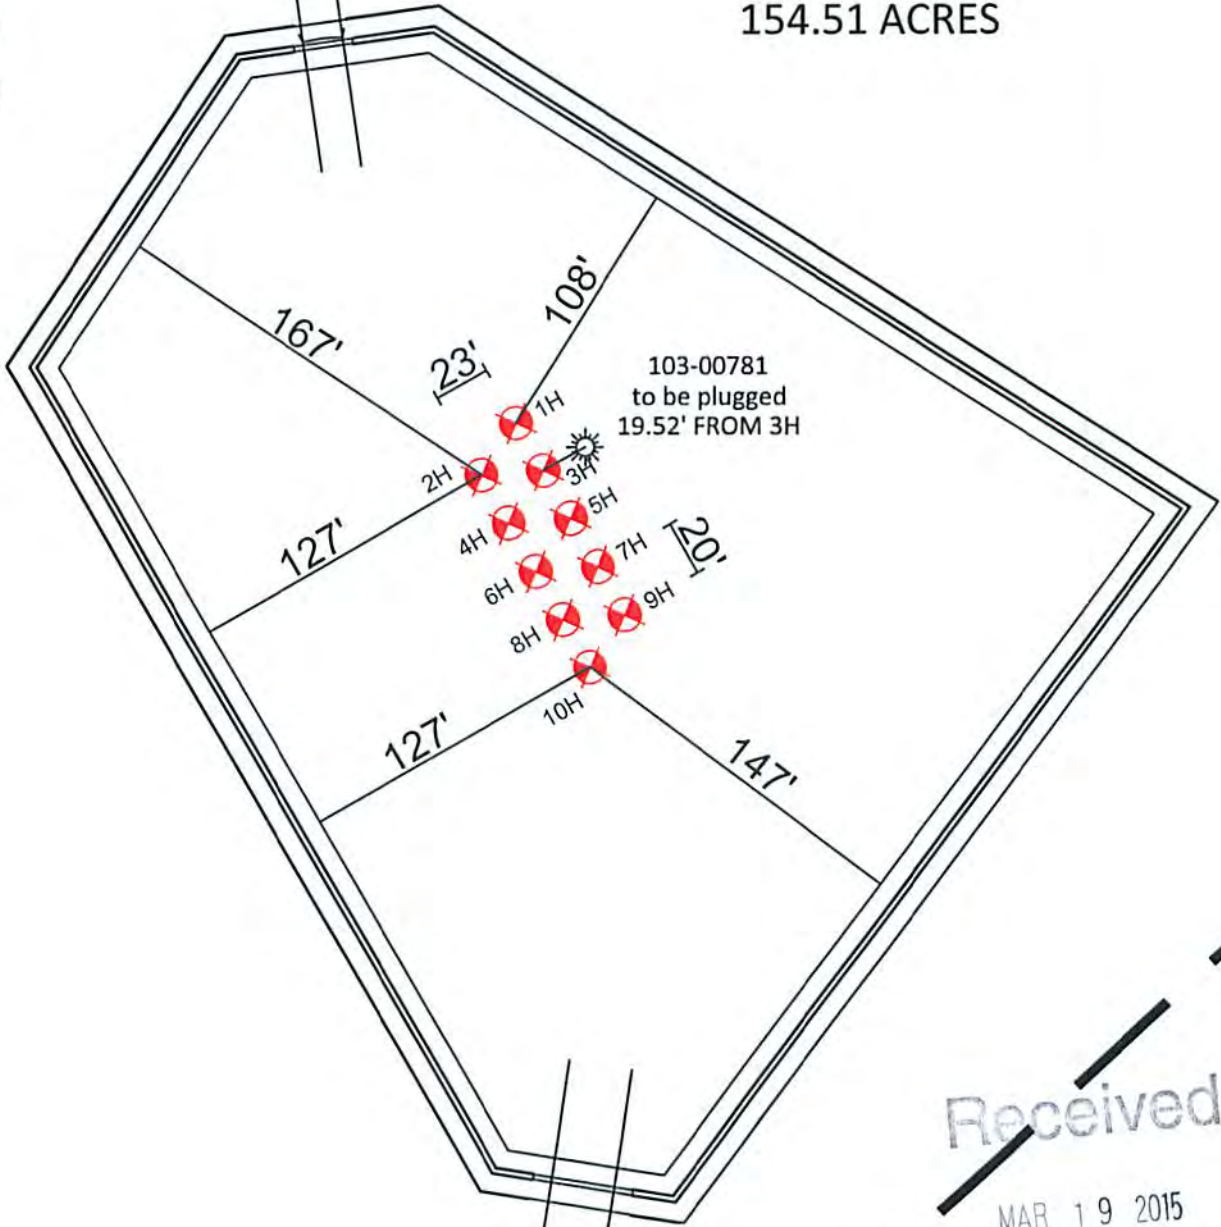 154.51 ACRES
108'
167'
23'
103-00781
to be plugged
19.52' FROM 3H
1H
2H
3H
5H
4H
127'
20'
7H
6H
9H
8H
10H
127'
147'
Received
MAR 19 2015